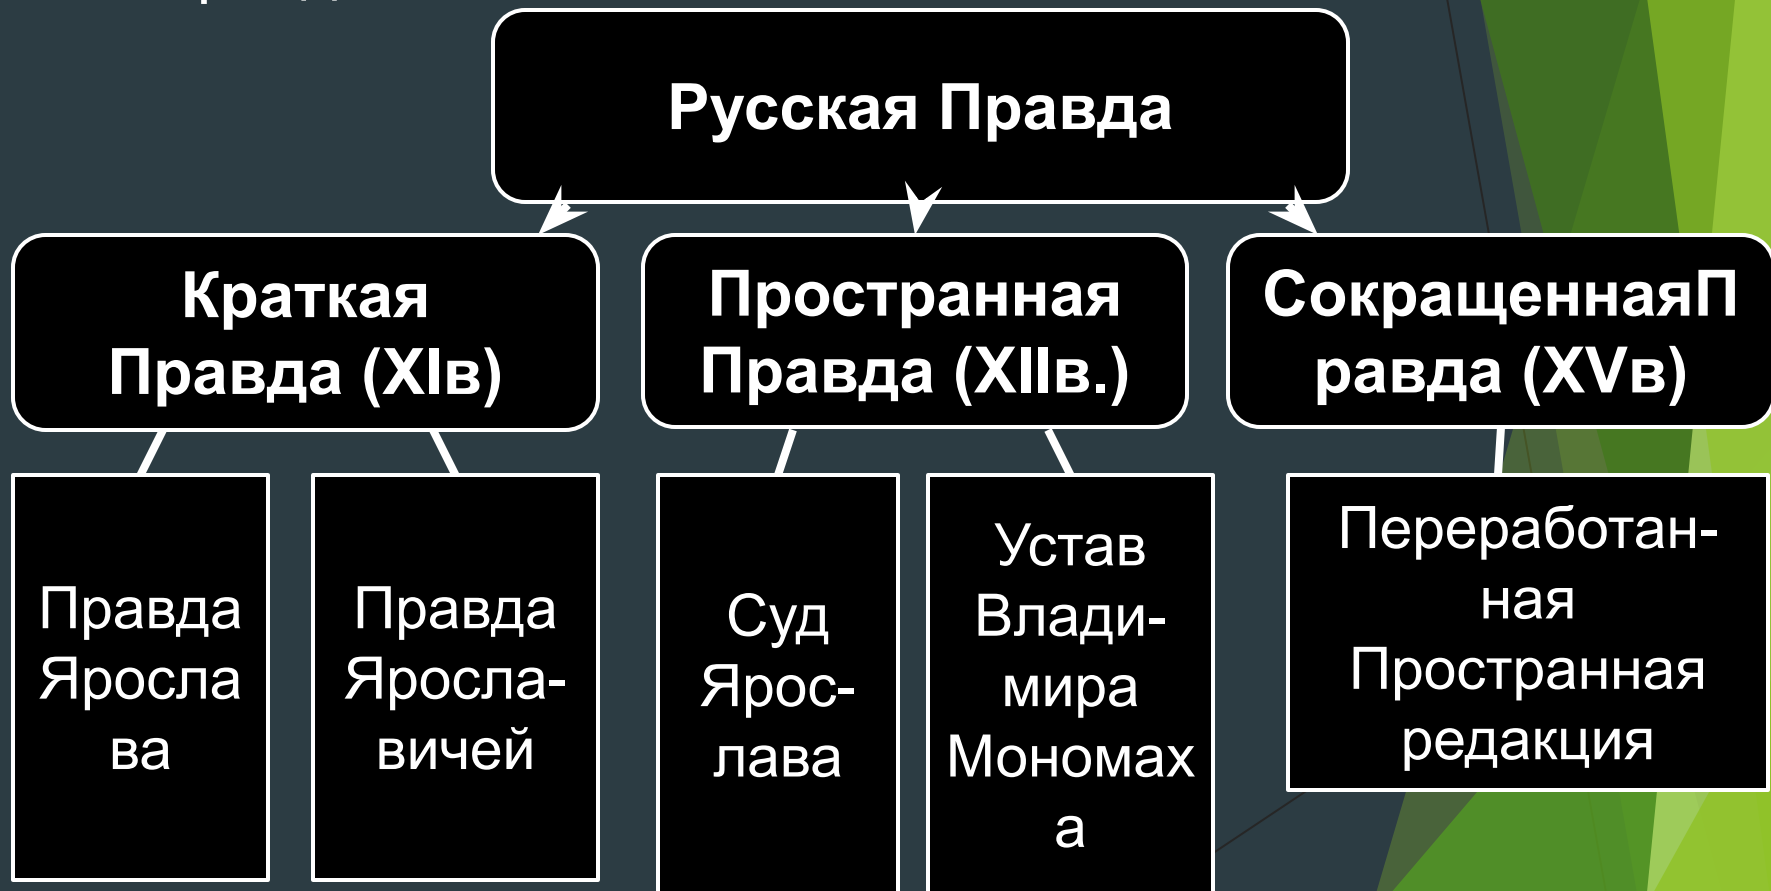 Русская Правда
Краткая
Правда (XIв)
Пространная
Правда (XIIв.)
СокращеннаяП
равда (XVв)
Правда
Яросла
ва
Правда
Яросла-
вичей
Суд
Ярос-
лава
Устав
Влади-
мира
Мономах
а
Переработан-
ная
Пространная
редакция